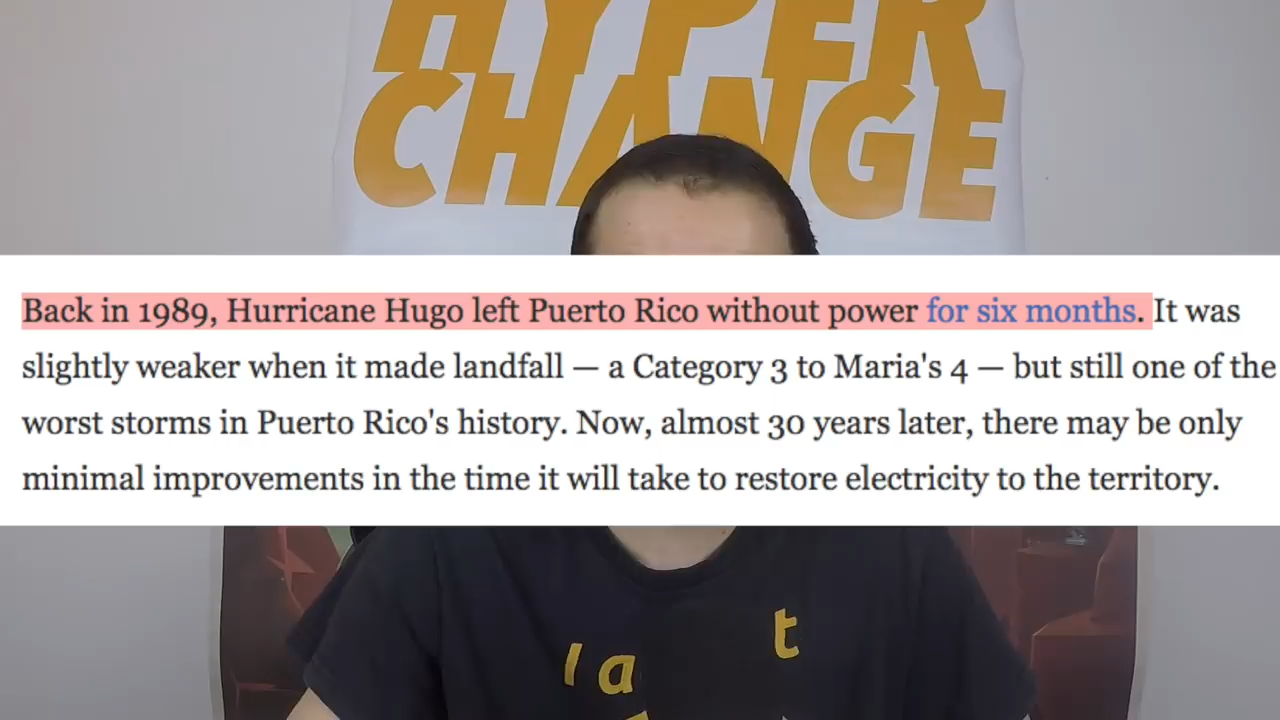 HYPER
CHANGE
Back in 1989, Hurricane Hugo left Puerto Rico without power for six months. It was
slightly weaker when it made landfall — a Category 3 to Maria's 4 — but still one of the
worst storms in Puerto Rico's history. Now, almost 30 years later, there may be only
minimal improvements in the time it will take to restore electricity to the territory.
t
I a